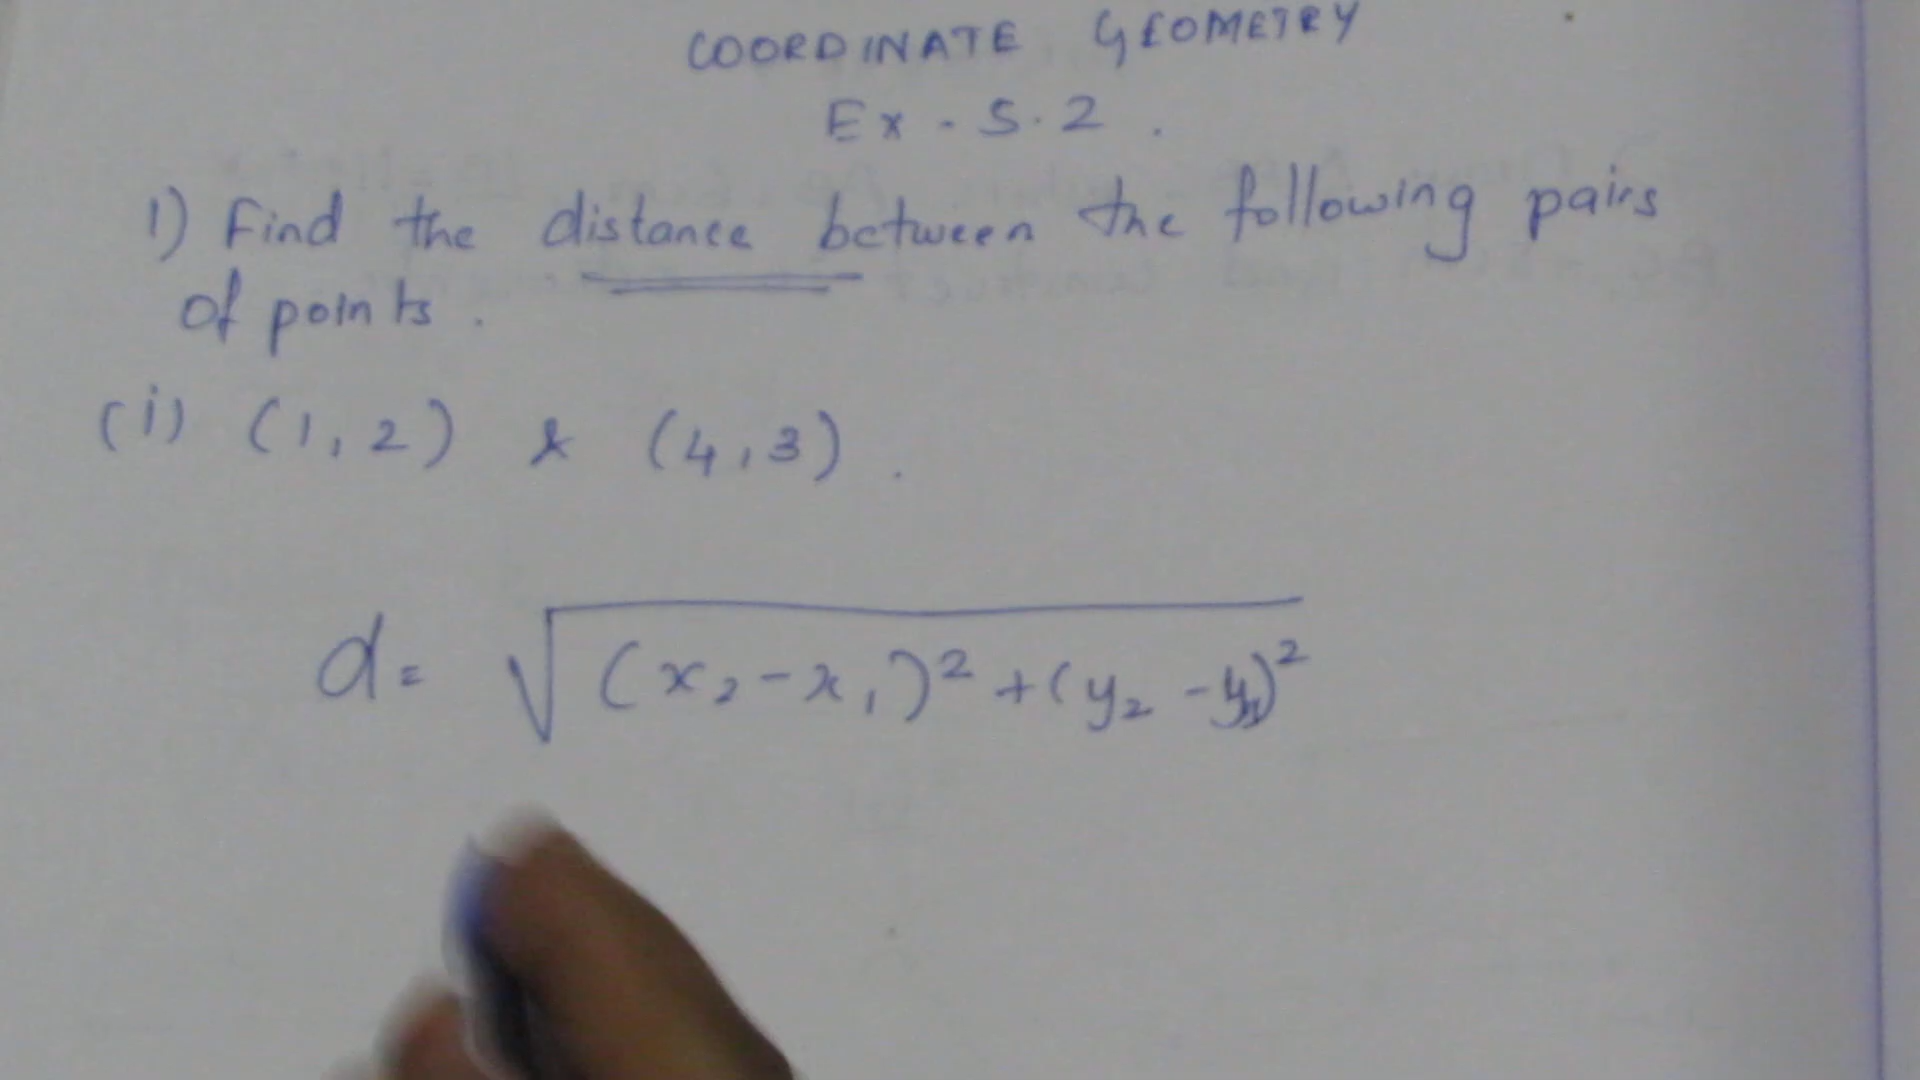 COORDINATE GEOMETRY
Ex - 5.2 .
1) Find the distance between the following pairs
of points .
(i) (1,2) & (4,3) .
d = √(x₂-x₁)² + (y₂ -y₁)²